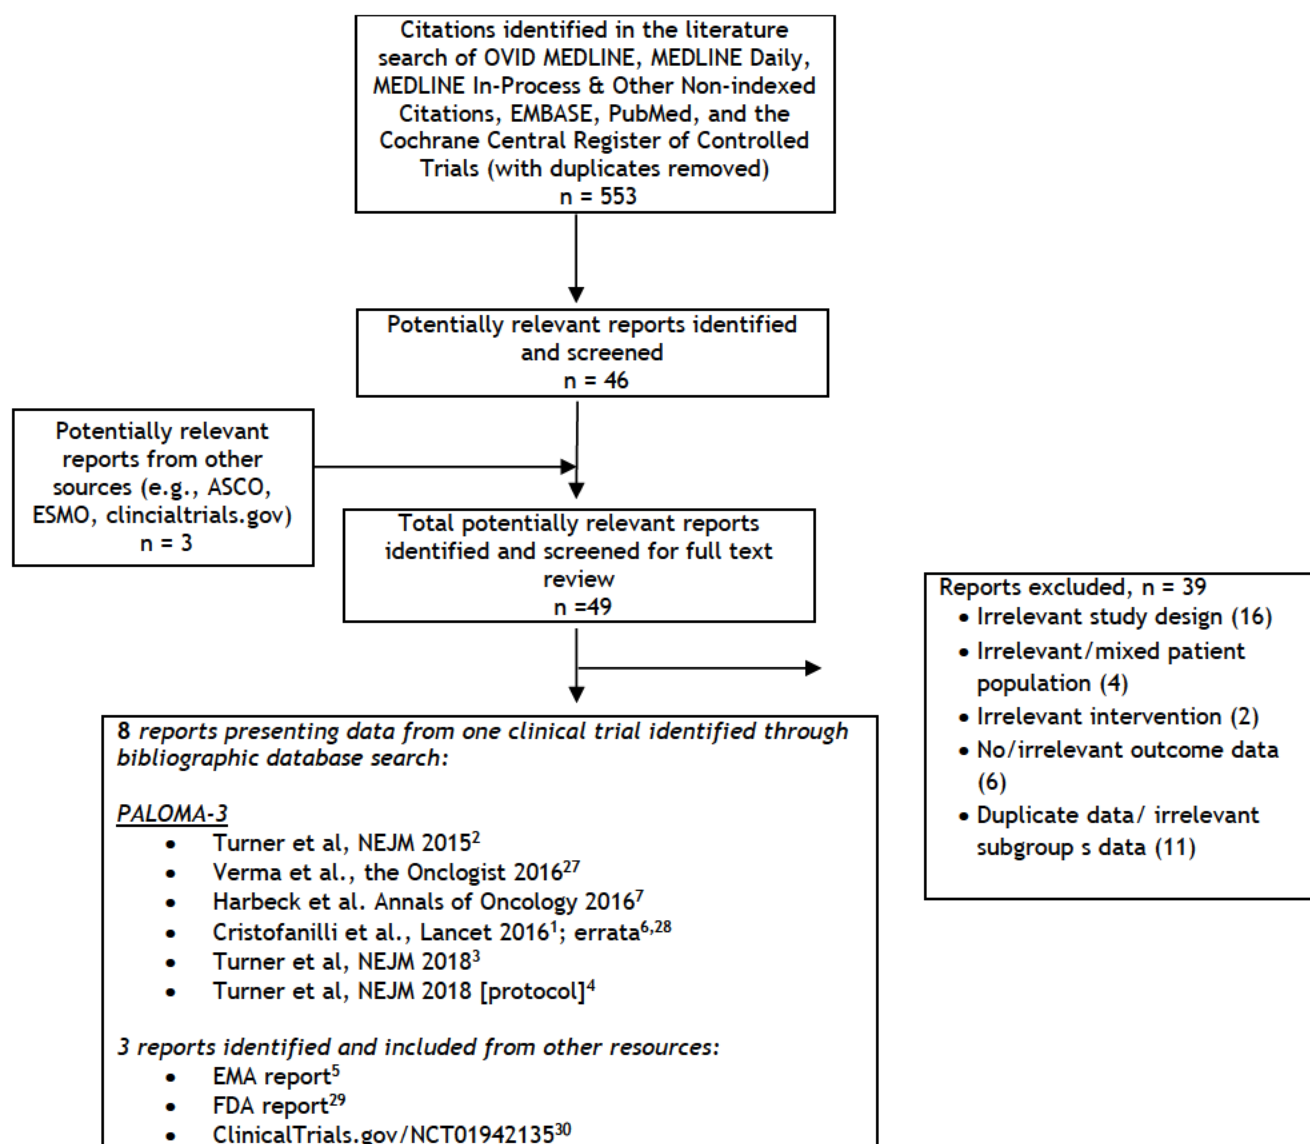 Citations identified in the literature
search of OVID MEDLINE, MEDLINE Daily,
MEDLINE In-Process & Other Non-indexed
Citations, EMBASE, PubMed, and the
Cochrane Central Register of Controlled
Trials (with duplicates removed)
n = 553
Potentially relevant reports identified
and screened
n = 46
Potentially relevant
reports from other
sources (e.g., ASCO,
ESMO, clincialtrials.gov)
n = 3
Total potentially relevant reports
identified and screened for full text
review
n =49
Reports excluded, n = 39
• Irrelevant study design (16)
• Irrelevant/mixed patient
population (4)
• Irrelevant intervention (2)
• No/irrelevant outcome data
(6)
• Duplicate data/ irrelevant
subgroup s data (11)
8 reports presenting data from one clinical trial identified through
bibliographic database search:
PALOMA-3
• Turner et al, NEJM 2015²
• Verma et al., the Onclogist 2016²⁷
• Harbeck et al. Annals of Oncology 2016⁷
• Cristofanilli et al., Lancet 2016¹; errata⁶,²⁸
• Turner et al, NEJM 2018³
• Turner et al, NEJM 2018 [protocol]⁴
3 reports identified and included from other resources:
• EMA report⁵
• FDA report²⁹
• ClinicalTrials.gov/NCT01942135³⁰